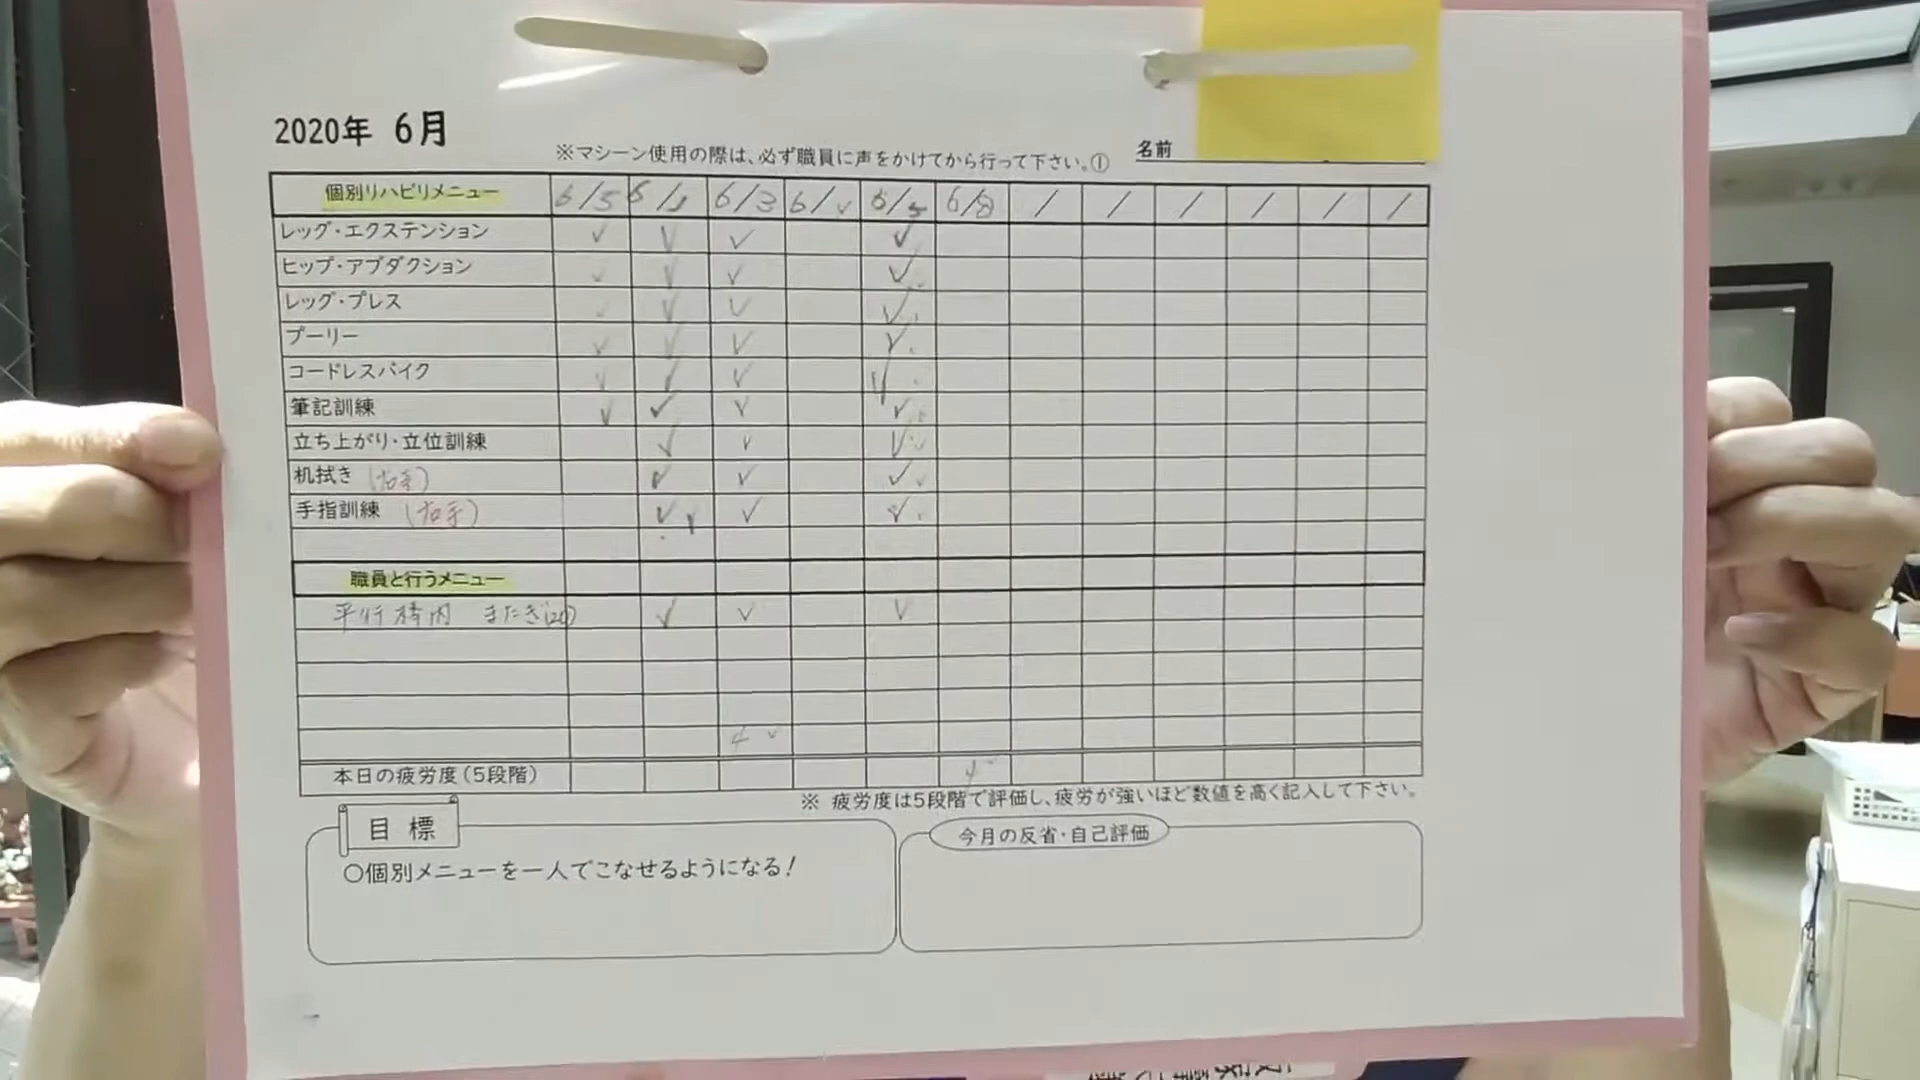 2020年 6月
※マシーン使用の際は、必ず職員に声をかけてから行って下さい。① 名前
個別リハビリメニュー 6/5 6/1 6/3 6/ 6/5 6/8 / / / / / /
レッグ・エクステンション ✓ ✓ ✓ ✓
ヒップ・アブダクション ✓ ✓ ✓ ✓
レッグ・プレス ✓ ✓ ✓ ✓
プーリー ✓ ✓ ✓ ✓
コードレスバイク ✓ ✓ ✓ ✓
筆記訓練 ✓ ✓ ✓ ✓
立ち上がり・立位訓練 ✓ ✓ ✓
机拭き (右手) ✓ ✓ ✓
手指訓練 (右手) ✓ ✓ ✓
職員と行うメニュー
平行棒内 またぎ ✓ ✓ ✓
4 ✓
本日の疲労度(5段階) 4
※ 疲労度は5段階で評価し、疲労が強いほど数値を高く記入して下さい。
目 標
○個別メニューを一人でこなせるようになる!
今月の反省・自己評価